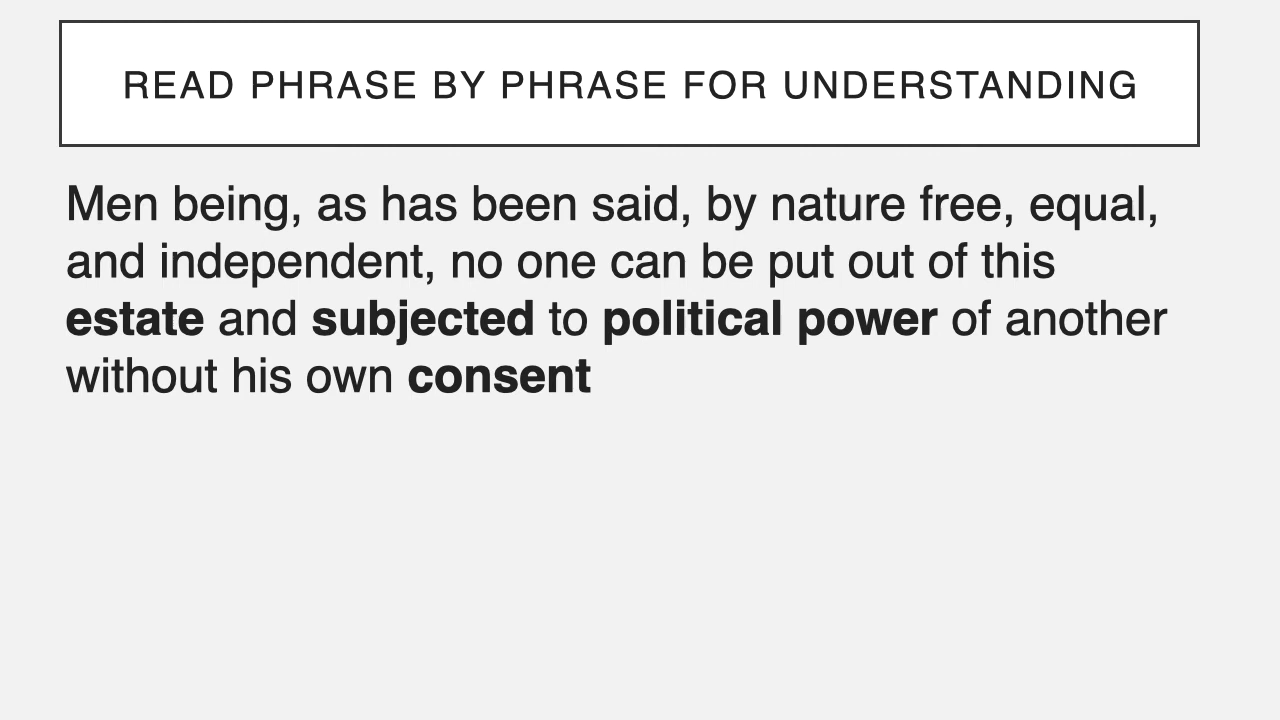 READ PHRASE BY PHRASE FOR UNDERSTANDING
Men being, as has been said, by nature free, equal,
and independent, no one can be put out of this
estate and subjected to political power of another
without his own consent